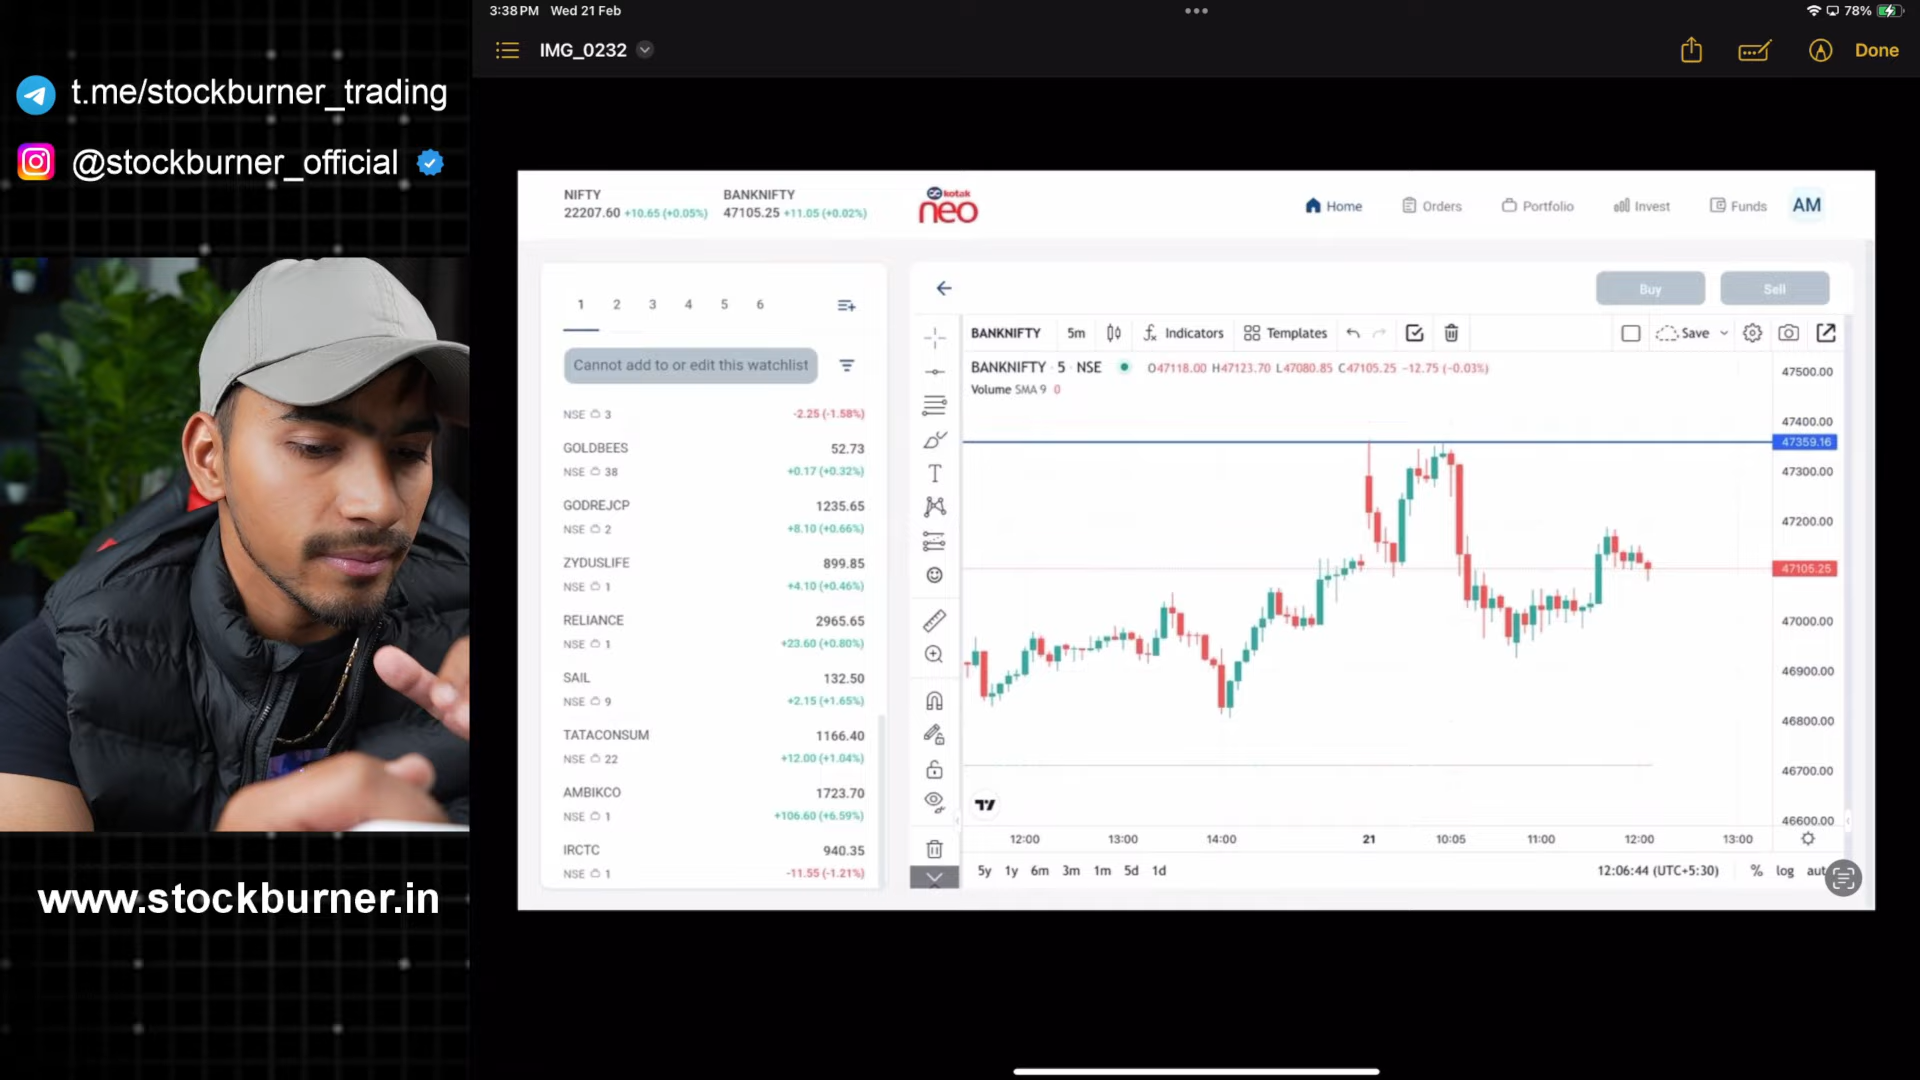 3:38 PM Wed 21 Feb
78%
IMG_0232
Done
t.me/stockburner_trading
@stockburner_official
www.stockburner.in
NIFTY
22207.60 +10.65 (+0.05%)
BANKNIFTY
47105.25 +11.05 (+0.02%)
kotak
neo
Home
Orders
Portfolio
Invest
Funds
AM
1 2 3 4 5 6
Cannot add to or edit this watchlist
NSE 3 -2.25 (-1.58%)
GOLDBEES 52.73
NSE 38 +0.17 (+0.32%)
GODREJCP 1235.65
NSE 2 +8.10 (+0.66%)
ZYDUSLIFE 899.85
NSE 1 +4.10 (+0.46%)
RELIANCE 2965.65
NSE 1 +23.60 (+0.80%)
SAIL 132.50
NSE 9 +2.15 (+1.65%)
TATACONSUM 1166.40
NSE 22 +12.00 (+1.04%)
AMBIKCO 1723.70
NSE 1 +106.60 (+6.59%)
IRCTC 940.35
NSE 1 -11.55 (-1.21%)
Buy
Sell
BANKNIFTY 5m Indicators Templates Save
BANKNIFTY · 5 · NSE O47118.00 H47123.70 L47080.85 C47105.25 -12.75 (-0.03%)
Volume SMA 9 0
47500.00
47400.00
47359.16
47300.00
47200.00
47105.25
47000.00
46900.00
46800.00
46700.00
46600.00
12:00 13:00 14:00 21 10:05 11:00 12:00 13:00
5y 1y 6m 3m 1m 5d 1d
12:06:44 (UTC+5:30) % log aut